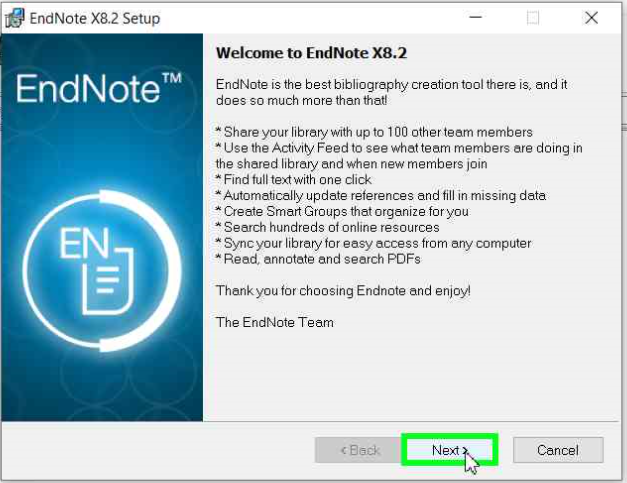 EndNote X8.2 Setup
EndNote™
EN
Welcome to EndNote X8.2
EndNote is the best bibliography creation tool there is, and it
does so much more than that!
* Share your library with up to 100 other team members
* Use the Activity Feed to see what team members are doing in
the shared library and when new members join
* Find full text with one click
* Automatically update references and fill in missing data
* Create Smart Groups that organize for you
* Search hundreds of online resources
* Sync your library for easy access from any computer
* Read, annotate and search PDFs
Thank you for choosing Endnote and enjoy!
The EndNote Team
< Back
Next >
Cancel